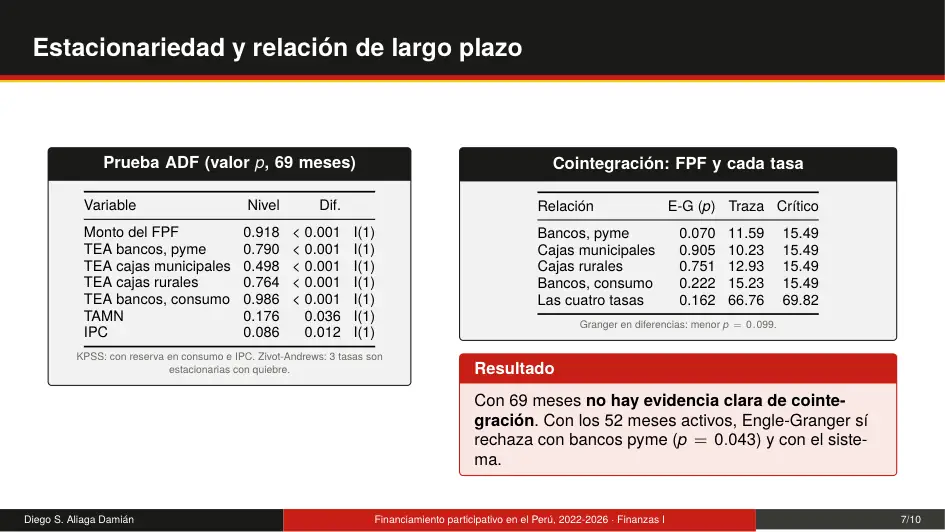 Estacionariedad y relación de largo plazo
Prueba ADF (valor p, 69 meses)
Variable Nivel Dif.
Monto del FPF 0.918 < 0.001 I(1)
TEA bancos, pyme 0.790 < 0.001 I(1)
TEA cajas municipales 0.498 < 0.001 I(1)
TEA cajas rurales 0.764 < 0.001 I(1)
TEA bancos, consumo 0.986 < 0.001 I(1)
TAMN 0.176 0.036 I(1)
IPC 0.086 0.012 I(1)
KPSS: con reserva en consumo e IPC. Zivot-Andrews: 3 tasas son
estacionarias con quiebre.
Cointegración: FPF y cada tasa
Relación E-G (p) Traza Crítico
Bancos, pyme 0.070 11.59 15.49
Cajas municipales 0.905 10.23 15.49
Cajas rurales 0.751 12.93 15.49
Bancos, consumo 0.222 15.23 15.49
Las cuatro tasas 0.162 66.76 69.82
Granger en diferencias: menor p = 0.099.
Resultado
Con 69 meses no hay evidencia clara de cointe-
gración. Con los 52 meses activos, Engle-Granger sí
rechaza con bancos pyme (p = 0.043) y con el siste-
ma.
Diego S. Aliaga Damián
Financiamiento participativo en el Perú, 2022-2026 · Finanzas I
7/10